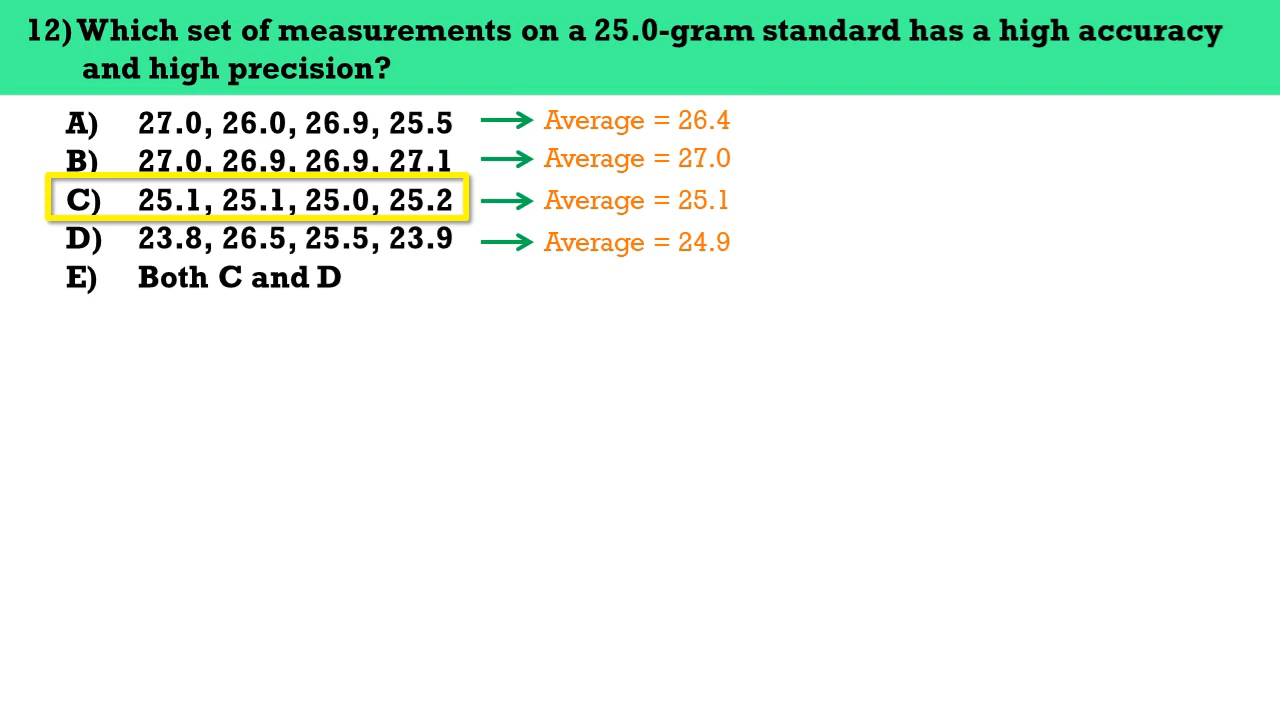 12) Which set of measurements on a 25.0-gram standard has a high accuracy
and high precision?
A) 27.0, 26.0, 26.9, 25.5 → Average = 26.4
B) 27.0, 26.9, 26.9, 27.1 → Average = 27.0
C) 25.1, 25.1, 25.0, 25.2 → Average = 25.1
D) 23.8, 26.5, 25.5, 23.9 → Average = 24.9
E) Both C and D